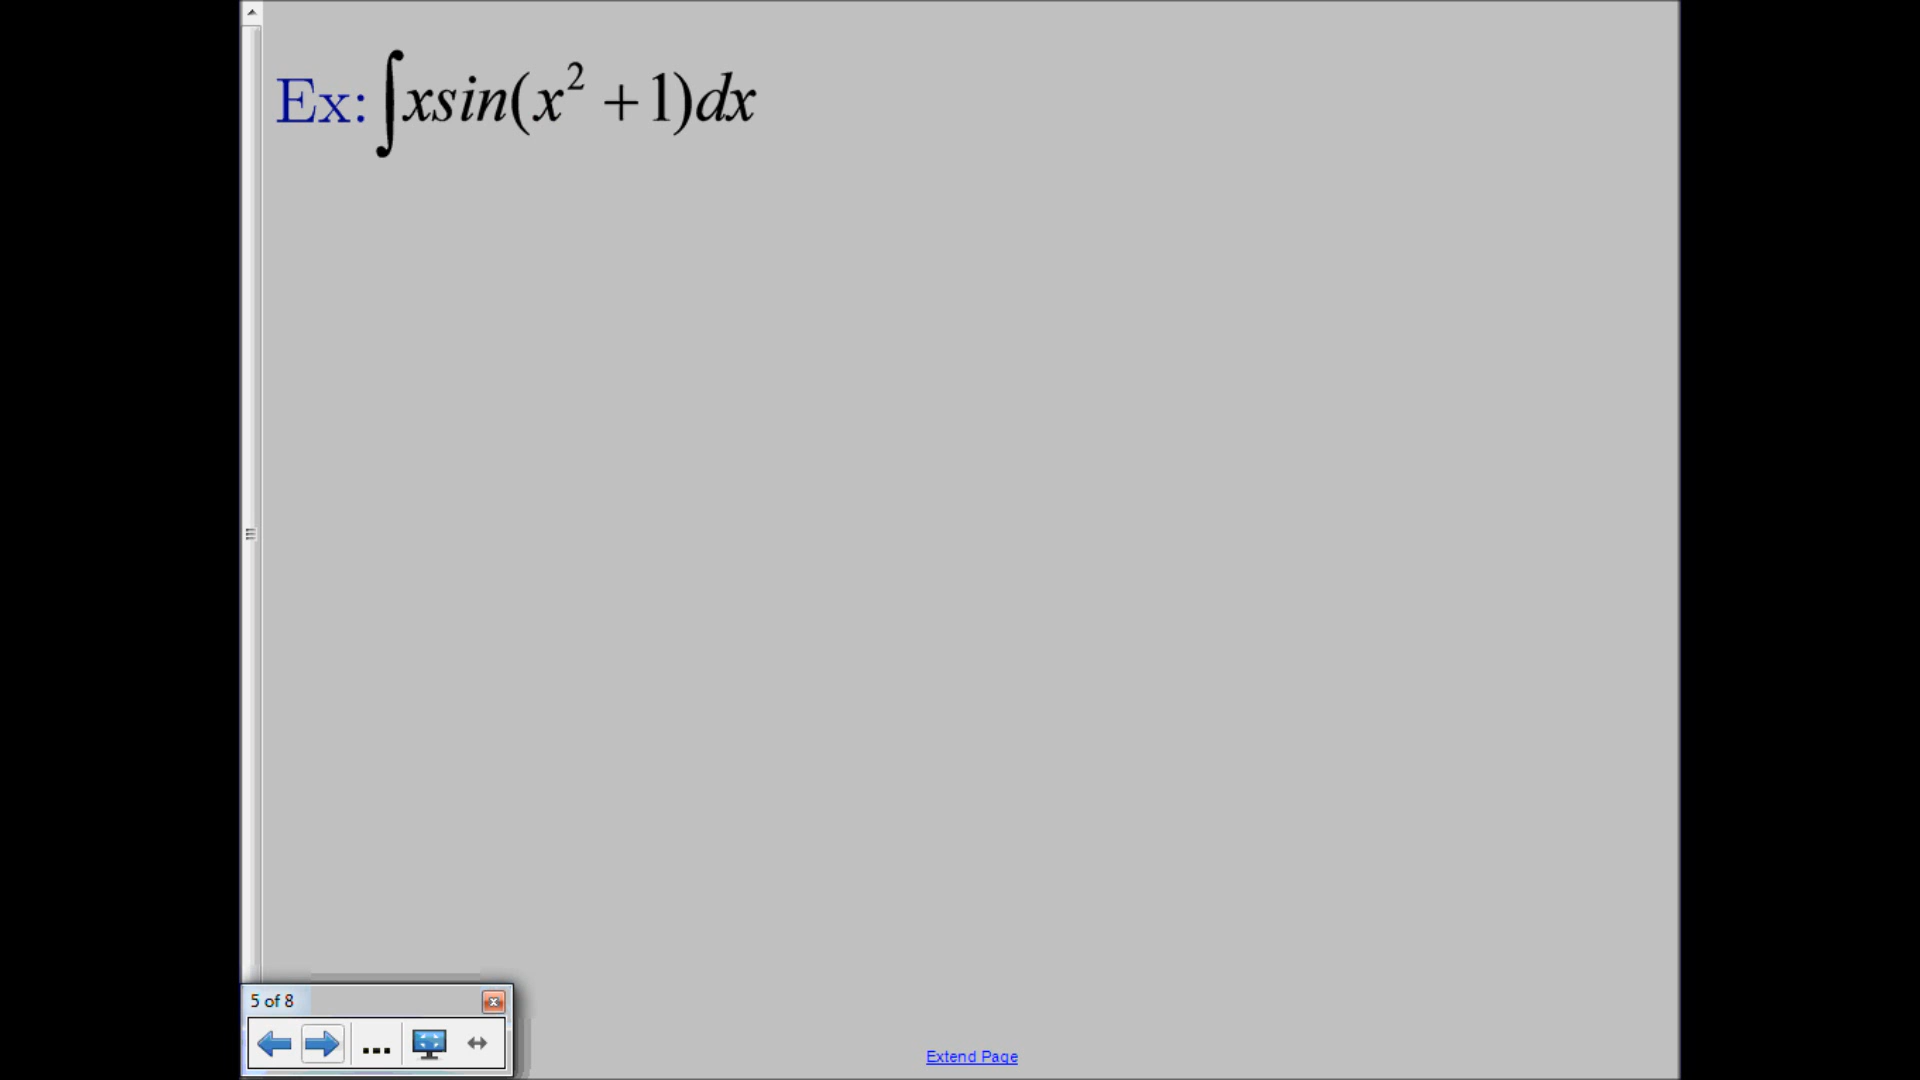 Ex: ∫xsin(x² + 1)dx
5 of 8
...
Extend Page